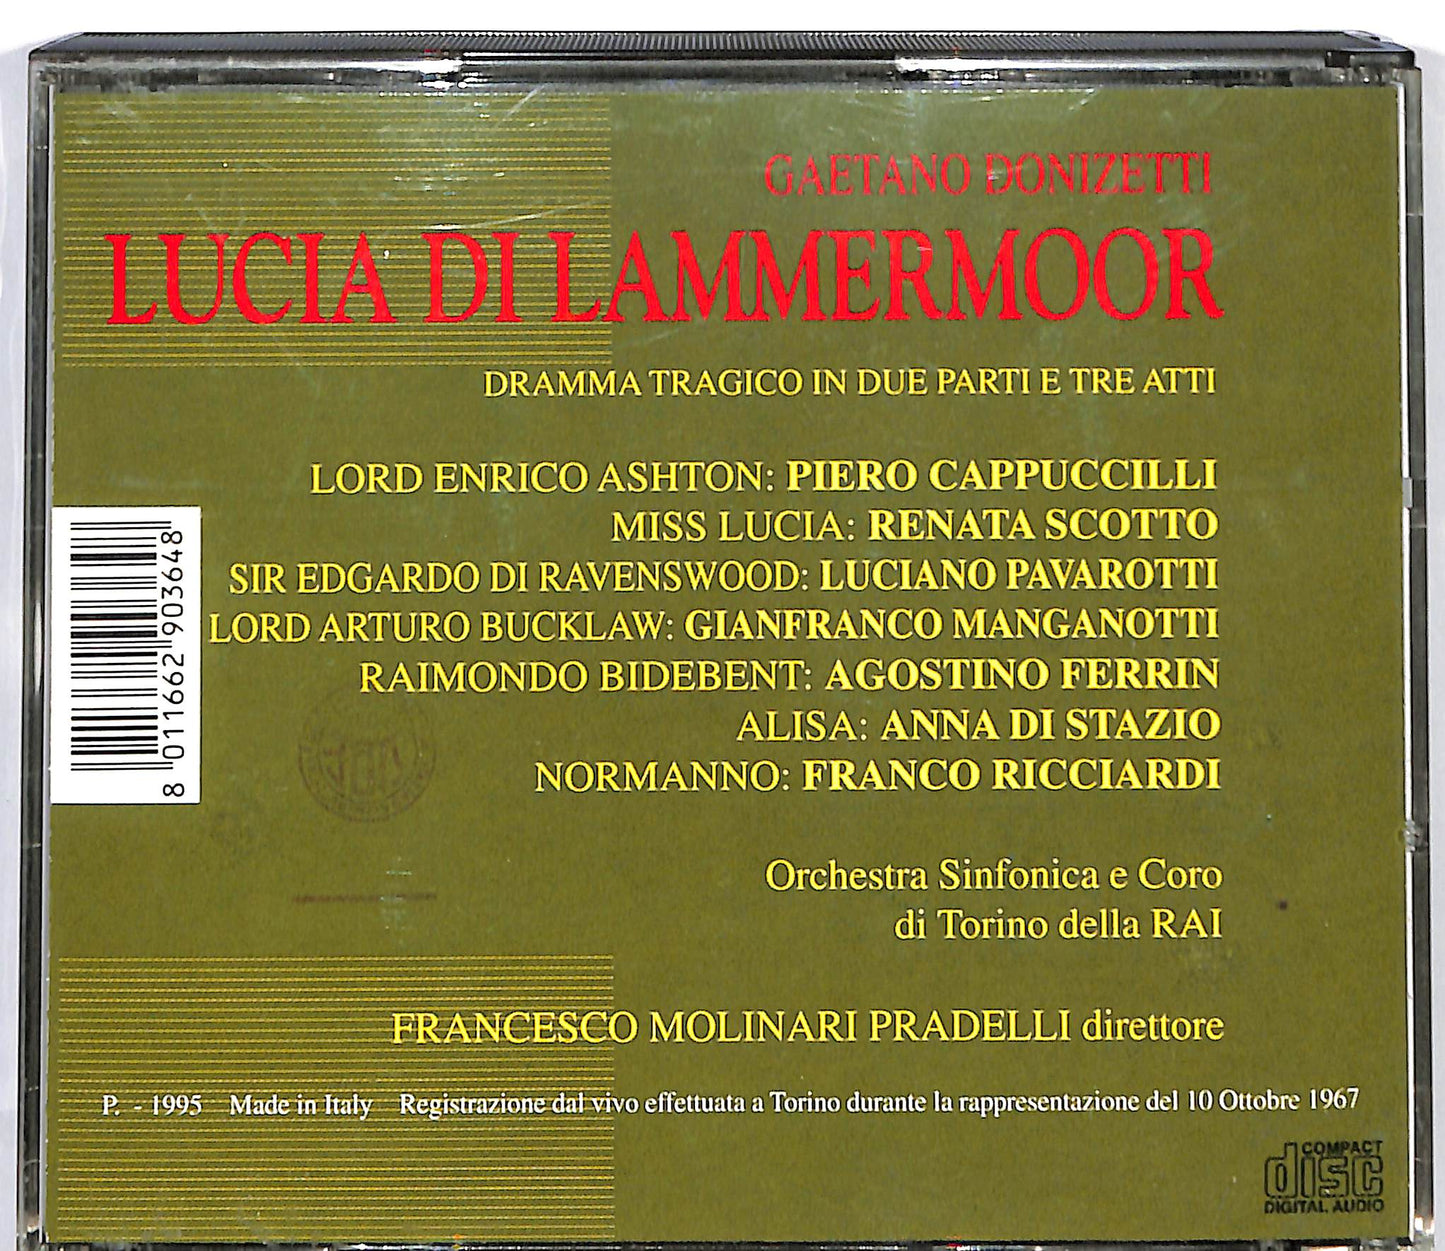 GAETANO DONIZETTI
LUCIA DI LAMMERMOOR
DRAMMA TRAGICO IN DUE PARTI E TRE ATTI
LORD ENRICO ASHTON: PIERO CAPPUCCILLI
MISS LUCIA: RENATA SCOTTO
SIR EDGARDO DI RAVENSWOOD: LUCIANO PAVAROTTI
LORD ARTURO BUCKLAW: GIANFRANCO MANGANOTTI
RAIMONDO BIDEBENT: AGOSTINO FERRIN
ALISA: ANNA DI STAZIO
NORMANNO: FRANCO RICCIARDI
8 011662 903648
Orchestra Sinfonica e Coro
di Torino della RAI
FRANCESCO MOLINARI PRADELLI direttore
P. - 1995 Made in Italy Registrazione dal vivo effettuata a Torino durante la rappresentazione del 10 Ottobre 1967
COMPACT
disc
DIGITAL AUDIO